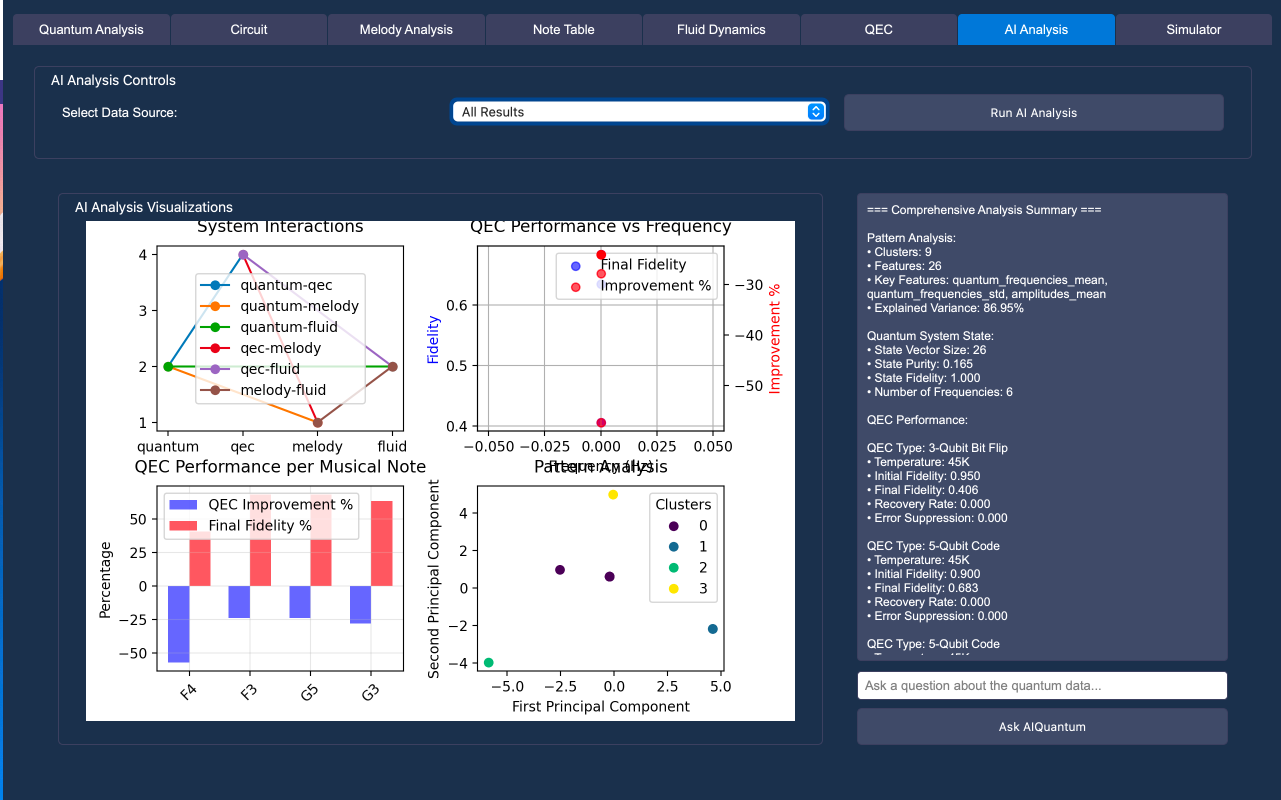 Quantum Analysis
Circuit
Melody Analysis
Note Table
Fluid Dynamics
QEC
AI Analysis
Simulator
AI Analysis Controls
Select Data Source:
All Results
Run AI Analysis
AI Analysis Visualizations
System Interactions
4
3
2
1
quantum-qec
quantum-melody
quantum-fluid
qec-melody
qec-fluid
melody-fluid
quantum
qec
melody
fluid
QEC Performance vs Frequency
Fidelity
0.6
0.5
0.4
Final Fidelity
Improvement %
−30
−40
−50
Improvement %
−0.050
−0.025
0.000
0.025
0.050
Frequency (Hz)
QEC Performance per Musical Note
Percentage
50
25
0
−25
−50
QEC Improvement %
Final Fidelity %
F4
F3
G5
G3
Pattern Analysis
Second Principal Component
4
2
0
−2
−4
Clusters
0
1
2
3
−5.0
−2.5
0.0
2.5
5.0
First Principal Component
=== Comprehensive Analysis Summary ===
Pattern Analysis:
• Clusters: 9
• Features: 26
• Key Features: quantum_frequencies_mean,
quantum_frequencies_std, amplitudes_mean
• Explained Variance: 86.95%
Quantum System State:
• State Vector Size: 26
• State Purity: 0.165
• State Fidelity: 1.000
• Number of Frequencies: 6
QEC Performance:
QEC Type: 3-Qubit Bit Flip
• Temperature: 45K
• Initial Fidelity: 0.950
• Final Fidelity: 0.406
• Recovery Rate: 0.000
• Error Suppression: 0.000
QEC Type: 5-Qubit Code
• Temperature: 45K
• Initial Fidelity: 0.900
• Final Fidelity: 0.683
• Recovery Rate: 0.000
• Error Suppression: 0.000
QEC Type: 5-Qubit Code
Ask a question about the quantum data...
Ask AIQuantum